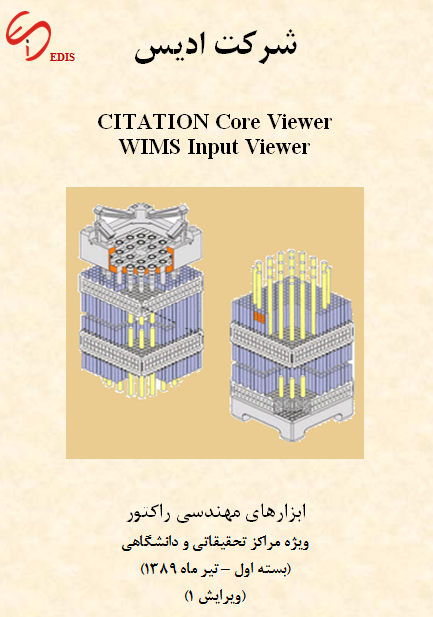 EDIS
شرکت ادیس
CITATION Core Viewer
WIMS Input Viewer
ابزارهای مهندسی راکتور
ویژه مراکز تحقیقاتی و دانشگاهی
(بسته اول – تیر ماه ۱۳۸۹)
(ویرایش ۱)